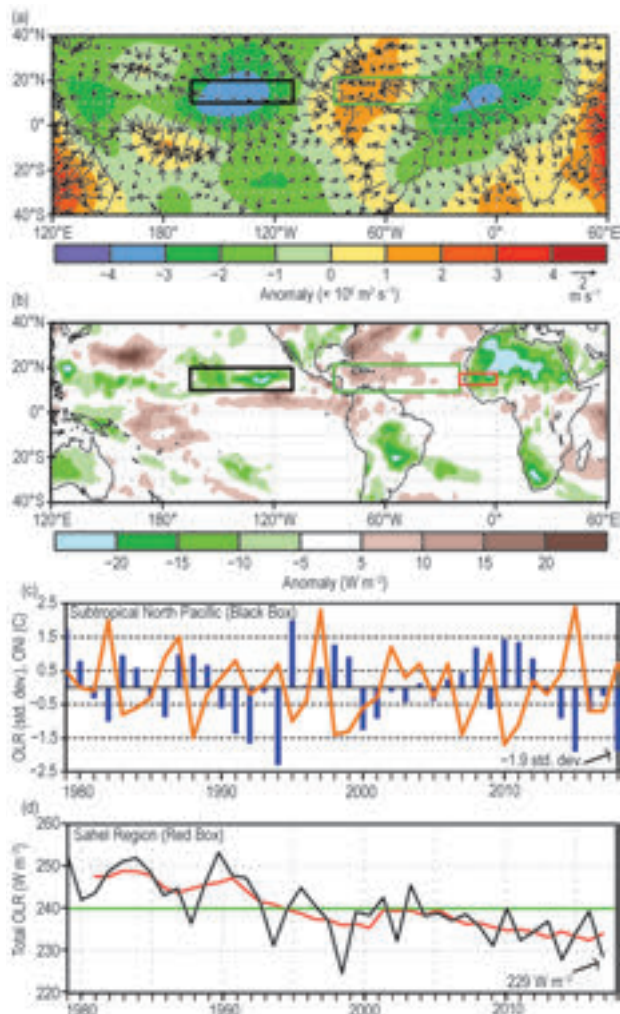 (a)
40°N
20°N
0°
20°S
40°S
120°E 180° 120°W 60°W 0° 60°E
−4 −3 −2 −1 0 1 2 3 4 2
Anomaly (× 10⁶ m² s⁻¹) m s⁻¹
(b)
40°N
20°N
0°
20°S
40°S
120°E 180° 120°W 60°W 0° 60°E
−20 −15 −10 −5 5 10 15 20
Anomaly (W m⁻²)
(c)
Subtropical North Pacific (Black Box)
OLR (std. dev.), ONI (C)
2.5
1.5
0.5
−0.5
−1.5
−2.5
−1.9 std. dev.
1980 1990 2000 2010
(d)
Sahel Region (Red Box)
Total OLR (W m⁻²)
260
250
240
230
220
229 W m⁻²
1980 1990 2000 2010